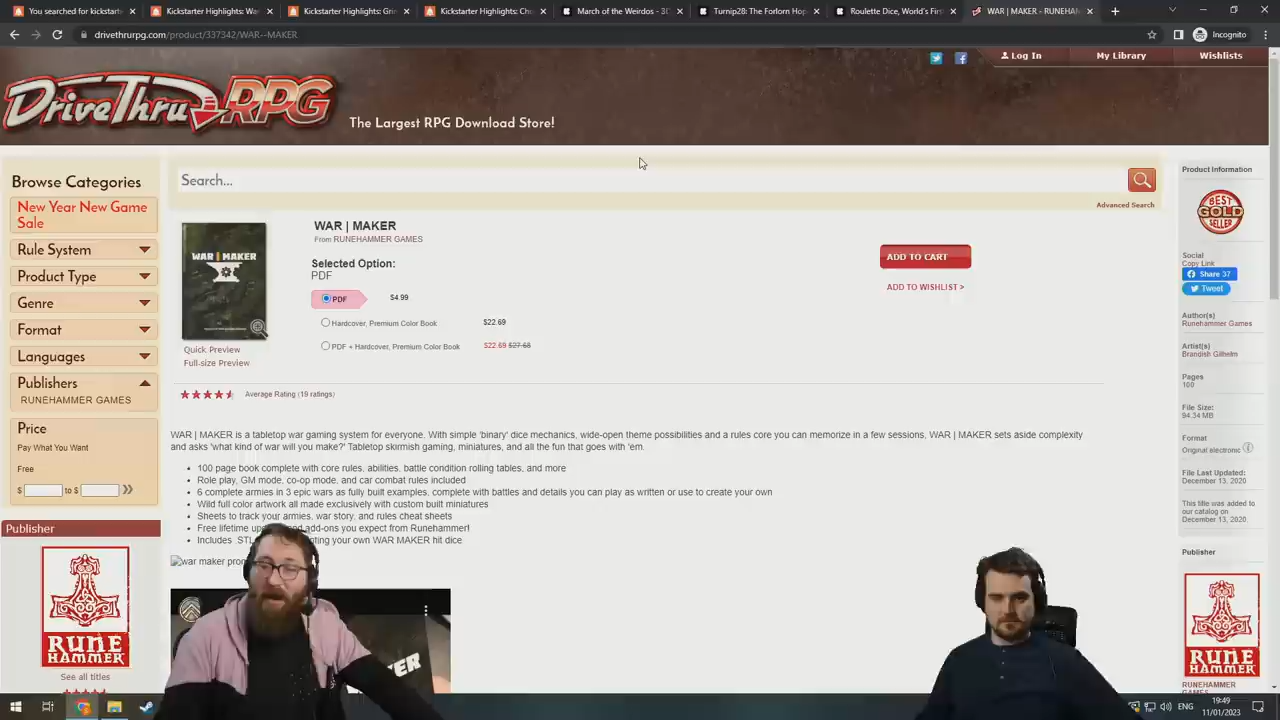 You searched for kickstarte
Kickstarter Highlights: Grin
Kickstarter Highlights Wark
Kickstarter Highlights: Chro
March of the Weirdos - 3D
Turnip28: The Forlorn Hop
Roulette Dice, World's First
WAR | MAKER - RUNEHAM
drivethrurpg.com/product/337342/WAR--MAKER
Incognito
Log In
My Library
Wishlists
DriveThruRPG
The Largest RPG Download Store!
Browse Categories
New Year New Game
Sale
Rule System
Product Type
Genre
Format
Languages
Publishers
RUNEHAMMER GAMES
Price
Pay What You Want
Free
$ to $
Publisher
RUNE
HAMMER
See all titles
Search...
Advanced Search
WAR | MAKER
WAR | MAKER
From RUNEHAMMER GAMES
Selected Option:
PDF
PDF $4.99
Hardcover, Premium Color Book $22.69
PDF + Hardcover, Premium Color Book $22.69 $27.68
ADD TO CART
ADD TO WISHLIST >
Quick Preview
Full-size Preview
Average Rating (19 ratings)
WAR | MAKER is a tabletop war gaming system for everyone. With simple 'binary' dice mechanics, wide-open theme possibilities and a rules core you can memorize in a few sessions, WAR | MAKER sets aside complexity
and asks 'what kind of war will you make?' Tabletop skirmish gaming, miniatures, and all the fun that goes with 'em.
100 page book complete with core rules, abilities, battle condition rolling tables, and more
Role play, GM mode, co-op mode, and car combat rules included
6 complete armies in 3 epic wars as fully built examples, complete with battles and details you can play as written or use to create your own
Wild full color artwork all made exclusively with custom built miniatures
Sheets to track your armies, war story, and rules cheat sheets
Free lifetime add-ons you expect from Runehammer!
Includes STL your own WAR MAKER hit dice
war maker pro
KER
Product Information
BEST
GOLD
SELLER
Social
Copy Link
Share 37
Tweet
Author(s)
Runehammer Games
Artist(s)
Brandish Gilhelm
Pages
100
File Size:
94.34 MB
Format
Original electronic
File Last Updated:
December 13, 2020
This title was added to
our catalog on
December 13, 2020.
Publisher
RUNE
HAMMER
RUNEHAMMER
GAMES
ENG
19:49
11/01/2023